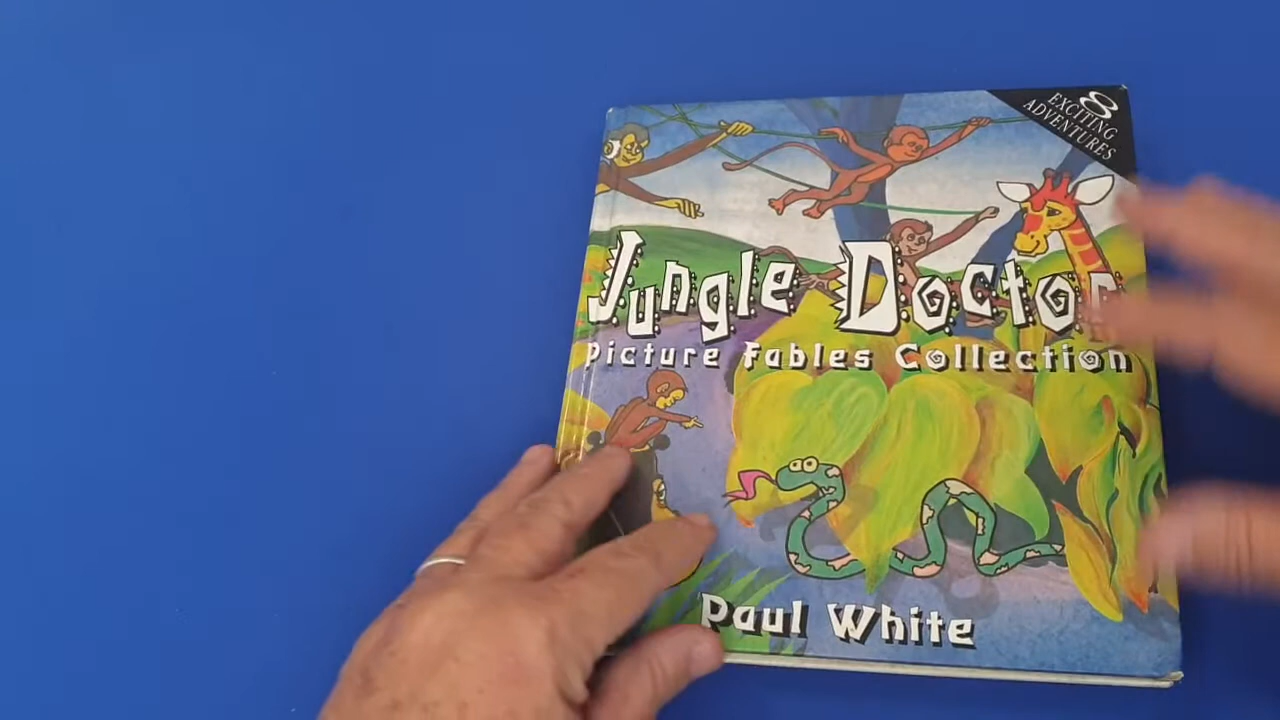 8
EXCITING
ADVENTURES
Jungle Doctor
Picture Fables Collection
Paul White